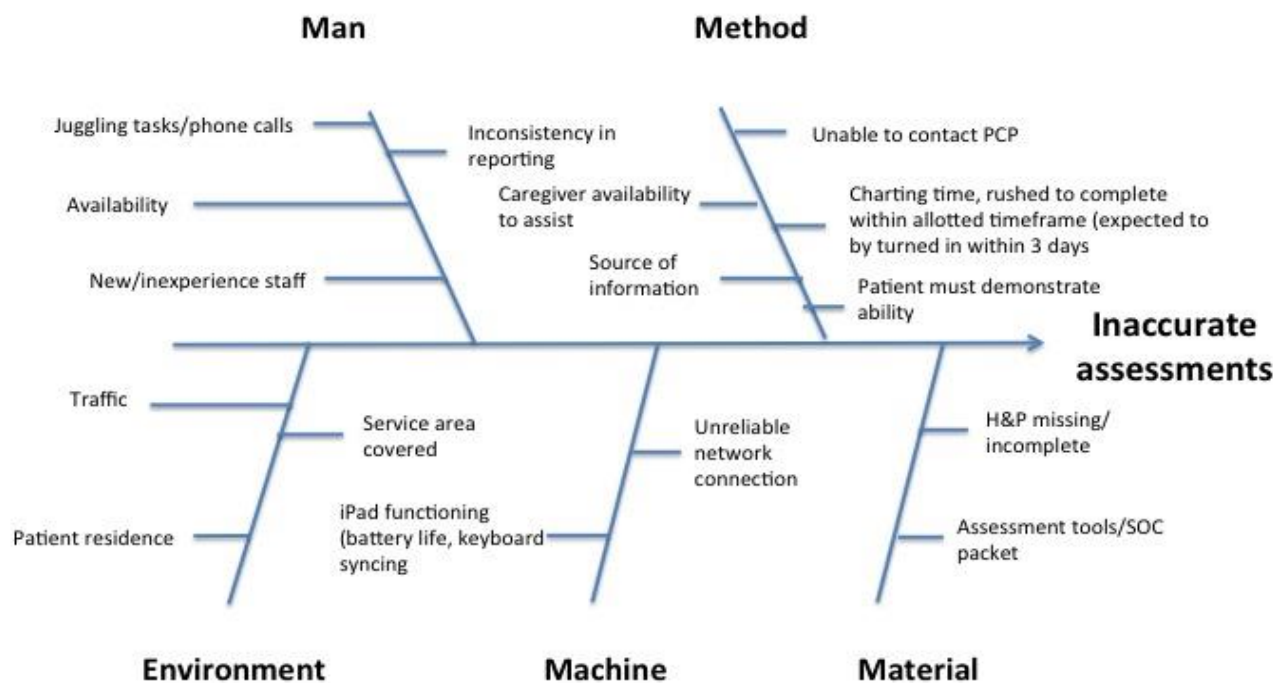 Man
Method
Juggling tasks/phone calls
Inconsistency in
reporting
Availability
New/inexperience staff
Unable to contact PCP
Caregiver availability
to assist
Charting time, rushed to complete
within allotted timeframe (expected to
by turned in within 3 days
Source of
information
Patient must demonstrate
ability
Inaccurate
assessments
Traffic
Service area
covered
Patient residence
Unreliable
network
connection
iPad functioning
(battery life, keyboard
syncing
H&P missing/
incomplete
Assessment tools/SOC
packet
Environment
Machine
Material